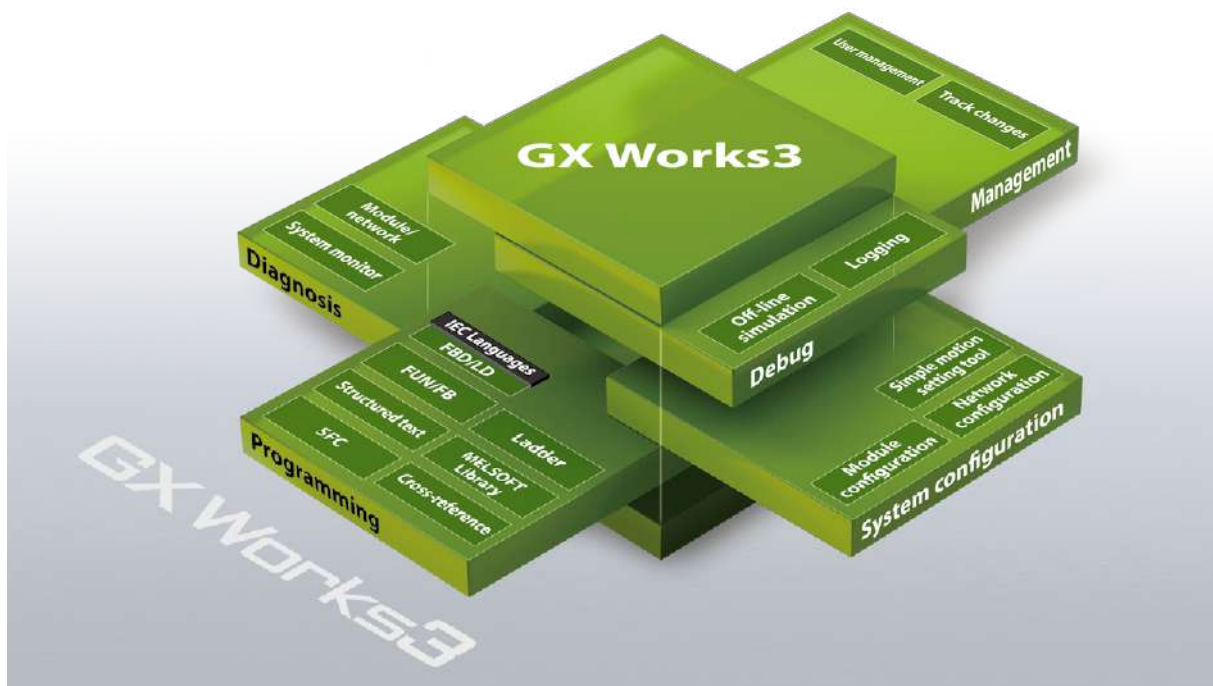 User management
Track changes
Management
GX Works3
Module/
network
System monitor
Diagnosis
Logging
Off-line
simulation
Debug
IEC Languages
FBD/LD
FUN/FB
Structured text
SFC
Ladder
MELSOFT
Library
Cross-reference
Programming
Simple motion
setting tool
Network
configuration
Module
configuration
System configuration
GX Works3